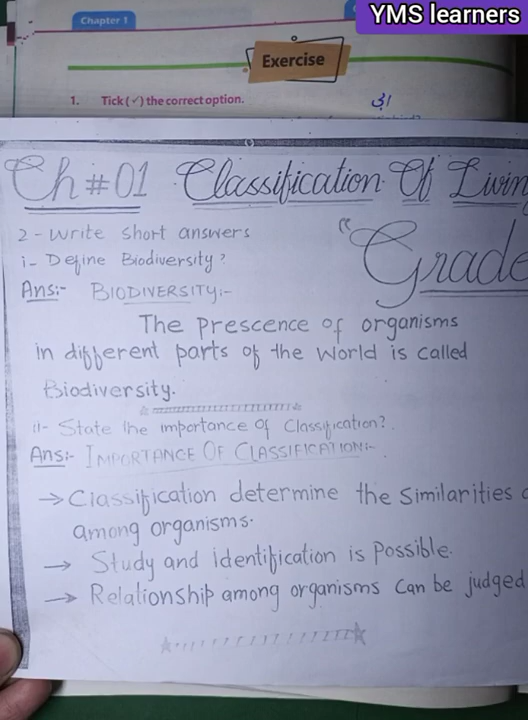 YMS learners
Chapter 1
Exercise
1. Tick (✓) the correct option.
Ch # 01 Classification Of Livin
2 - Write short answers
"Grade
i - Define Biodiversity?
Ans:- BIODIVERSITY:-
The Prescence of organisms
in different parts of the World is called
Biodiversity.
ii - State the importance of Classification?.
Ans:- IMPORTANCE OF CLASSIFICATION:-
→ Classification determine the Similarities
among organisms.
→ Study and identification is Possible.
→ Relationship among organisms can be judged